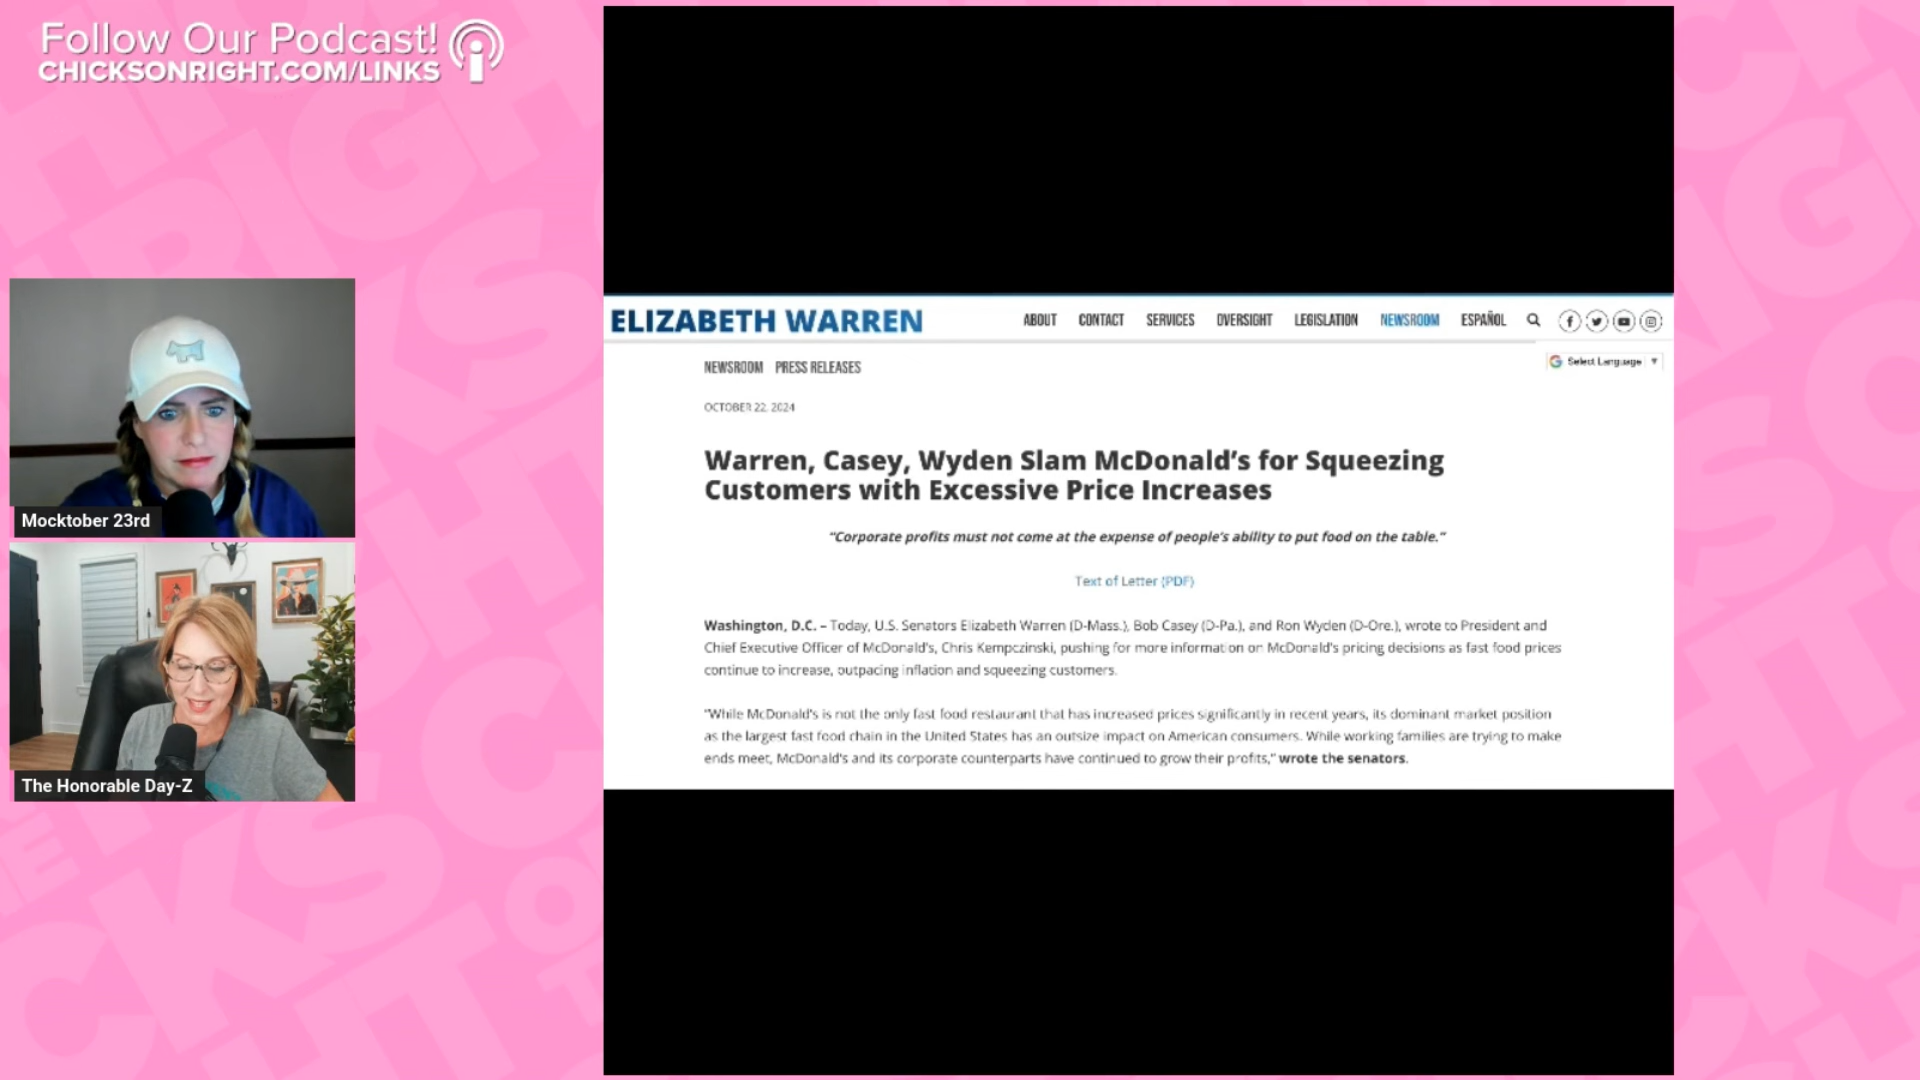 Follow Our Podcast!
CHICKSONRIGHT.COM/LINKS
Mocktober 23rd
The Honorable Day-Z
ELIZABETH WARREN
ABOUT CONTACT SERVICES OVERSIGHT LEGISLATION NEWSROOM ESPAÑOL
Select Language
NEWSROOM PRESS RELEASES
OCTOBER 22, 2024
Warren, Casey, Wyden Slam McDonald's for Squeezing
Customers with Excessive Price Increases
"Corporate profits must not come at the expense of people's ability to put food on the table."
Text of Letter (PDF)
Washington, D.C. – Today, U.S. Senators Elizabeth Warren (D-Mass.), Bob Casey (D-Pa.), and Ron Wyden (D-Ore.), wrote to President and
Chief Executive Officer of McDonald's, Chris Kempczinski, pushing for more information on McDonald's pricing decisions as fast food prices
continue to increase, outpacing inflation and squeezing customers.
"While McDonald's is not the only fast food restaurant that has increased prices significantly in recent years, its dominant market position
as the largest fast food chain in the United States has an outsize impact on American consumers. While working families are trying to make
ends meet, McDonald's and its corporate counterparts have continued to grow their profits," wrote the senators.